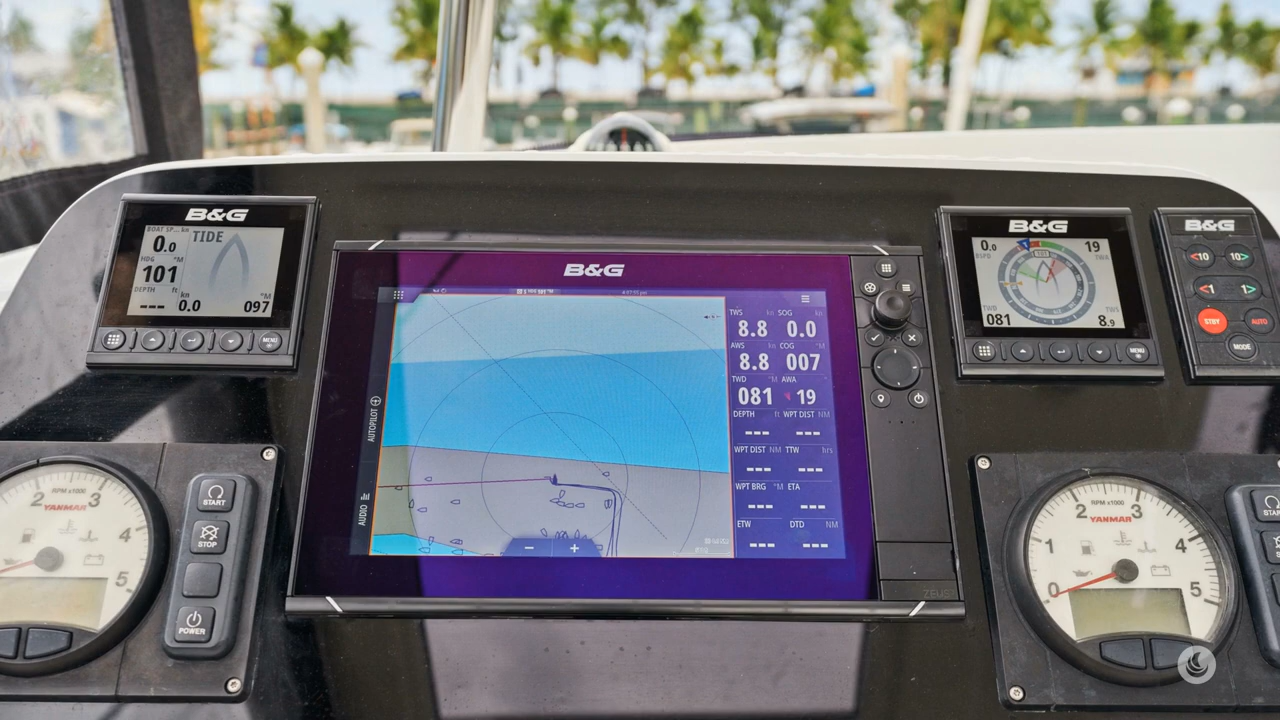 B&G
BOAT SP... kn
0.0
TIDE
HDG °M
101
DEPTH ft
---
kn
0.0
°M
097
MENU
B&G
TWS kn SOG kn
8.8 0.0
AWS kn COG °M
8.8 007
TWD °M AWA
081 19
DEPTH ft WPT DIST NM
--- ---
WPT DIST NM TTW hrs
--- ---
WPT BRG °M ETA
--- ---
ETW DTD NM
--- ---
AUTOPILOT
AUDIO
− +
ZEUS
B&G
0.0 19
BSPD TWA
TWD
081 8.9
MENU
B&G
<10 10>
<1 1>
STBY AUTO
MODE
2 3
RPM x1000
YANMAR
4
5
START
STOP
POWER
2 3
RPM x1000
YANMAR
1 4
0 5